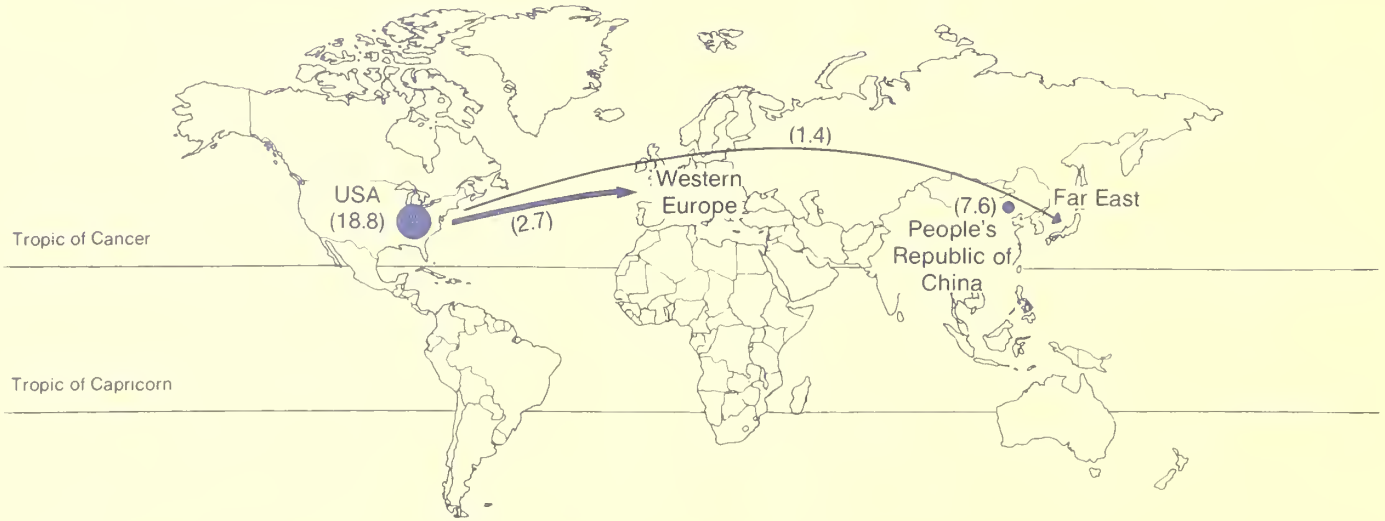 (1.4)
USA
(18.8)
(2.7)
Western
Europe
(7.6)
Far East
People's
Republic of
China
Tropic of Cancer
Tropic of Capricorn